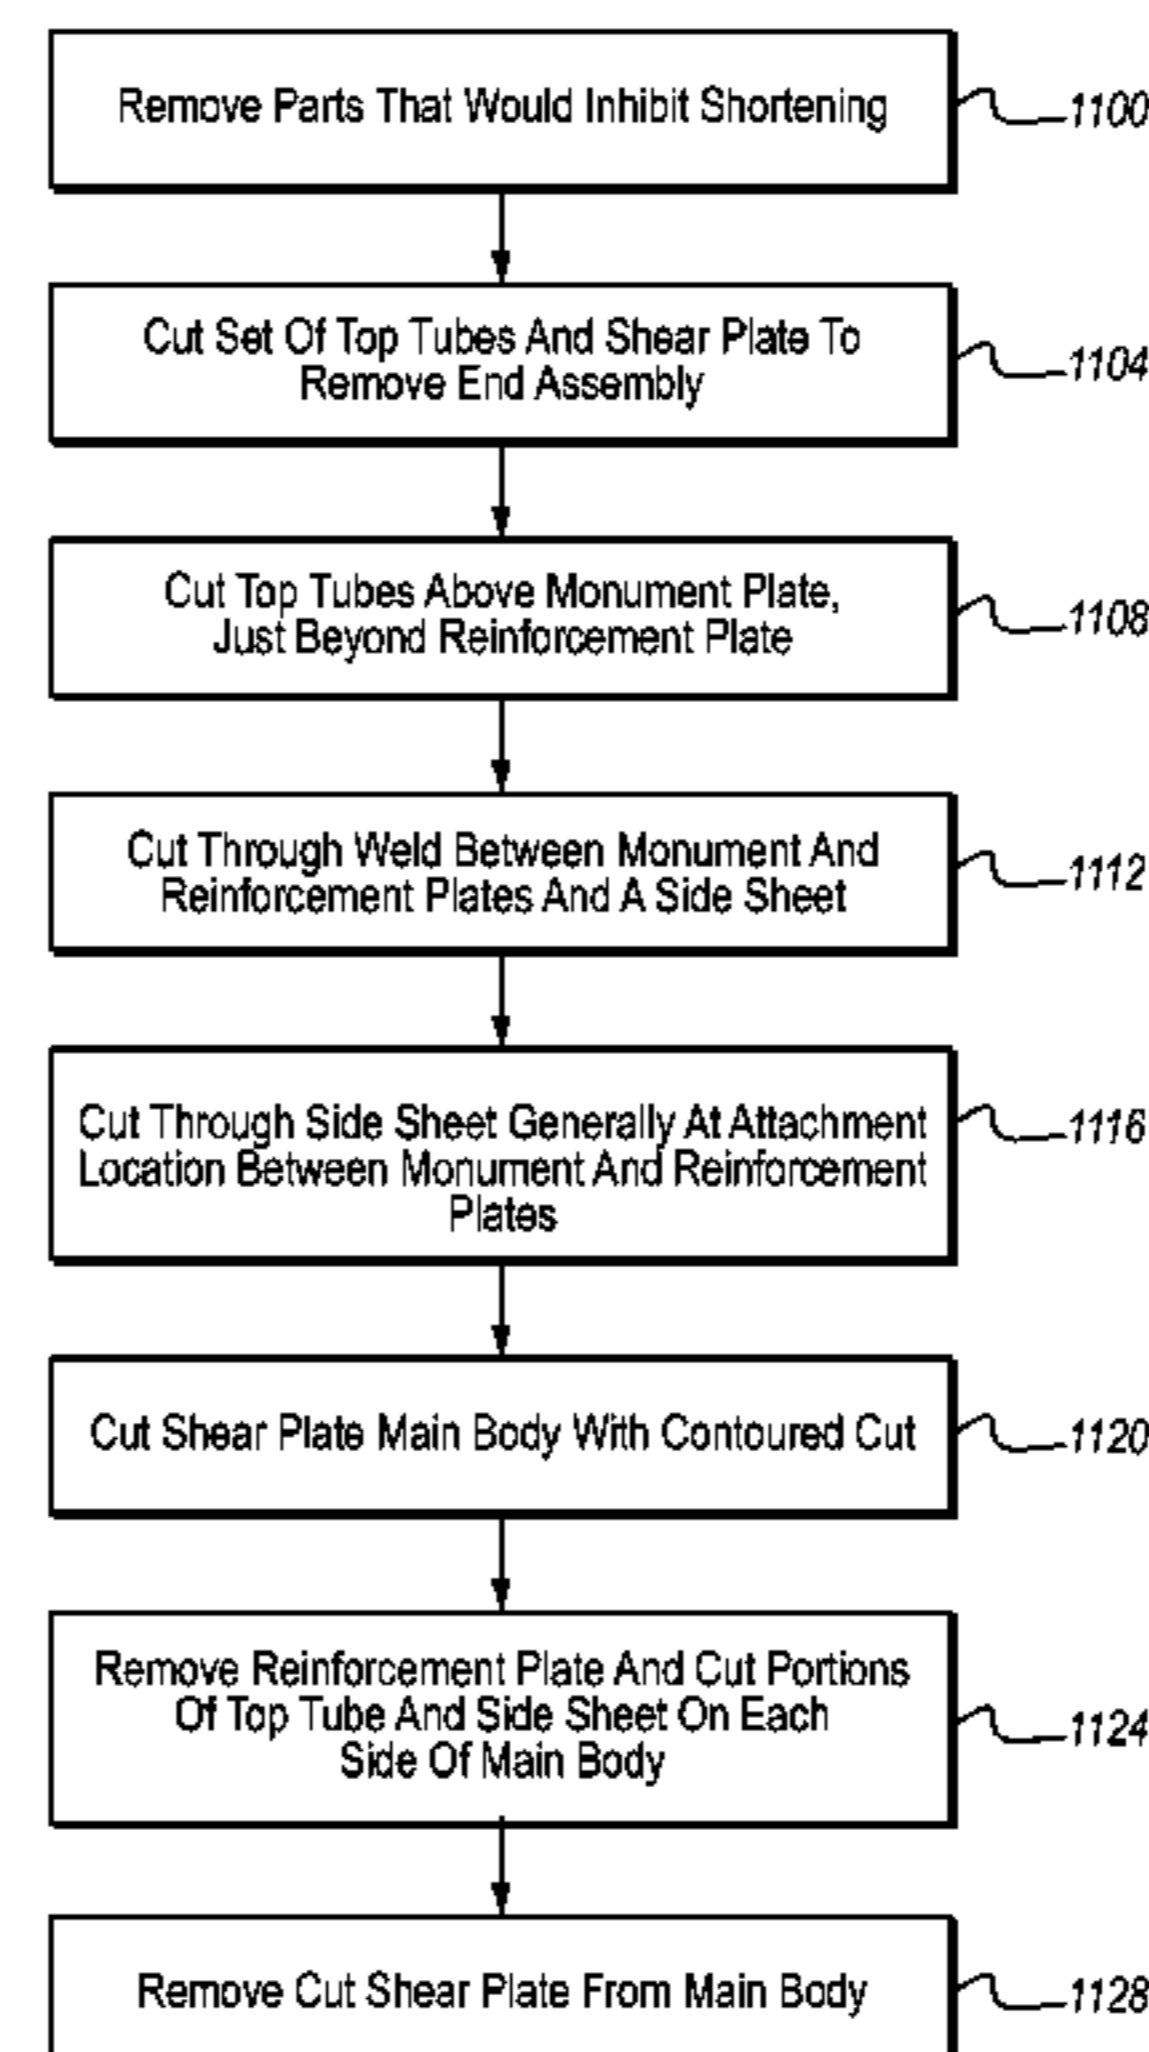 Remove Parts That Would Inhibit Shortening
1100
Cut Set Of Top Tubes And Shear Plate To
Remove End Assembly
1104
Cut Top Tubes Above Monument Plate,
Just Beyond Reinforcement Plate
1108
Cut Through Weld Between Monument And
Reinforcement Plates And A Side Sheet
1112
Cut Through Side Sheet Generally At Attachment
Location Between Monument And Reinforcement
Plates
1116
Cut Shear Plate Main Body With Contoured Cut
1120
Remove Reinforcement Plate And Cut Portions
Of Top Tube And Side Sheet On Each
Side Of Main Body
1124
Remove Cut Shear Plate From Main Body
1128